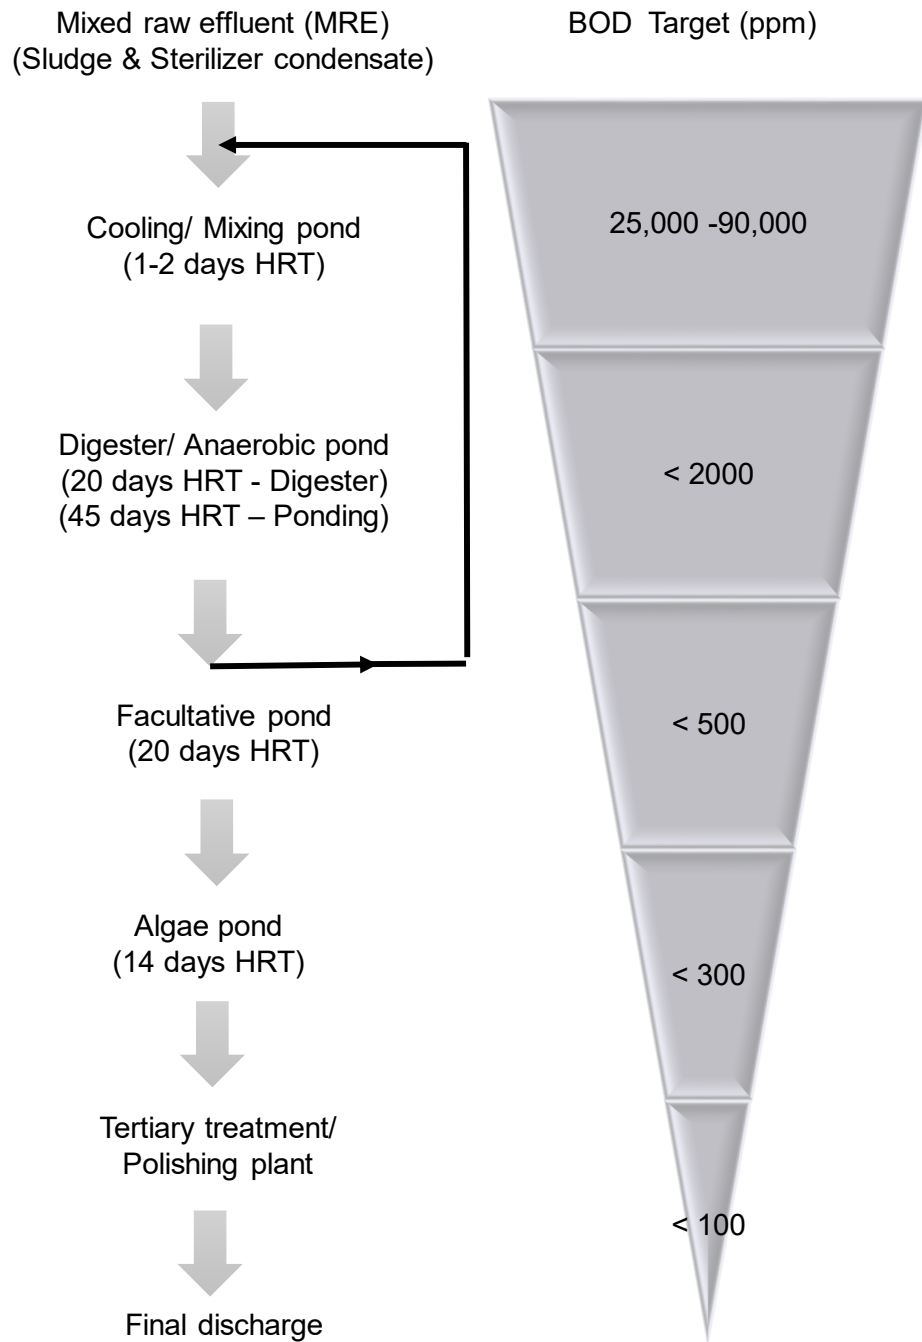 Mixed raw effluent (MRE)
(Sludge & Sterilizer condensate)
BOD Target (ppm)
Cooling/ Mixing pond
(1-2 days HRT)
25,000 -90,000
Digester/ Anaerobic pond
(20 days HRT - Digester)
(45 days HRT – Ponding)
< 2000
Facultative pond
(20 days HRT)
< 500
Algae pond
(14 days HRT)
< 300
Tertiary treatment/
Polishing plant
< 100
Final discharge